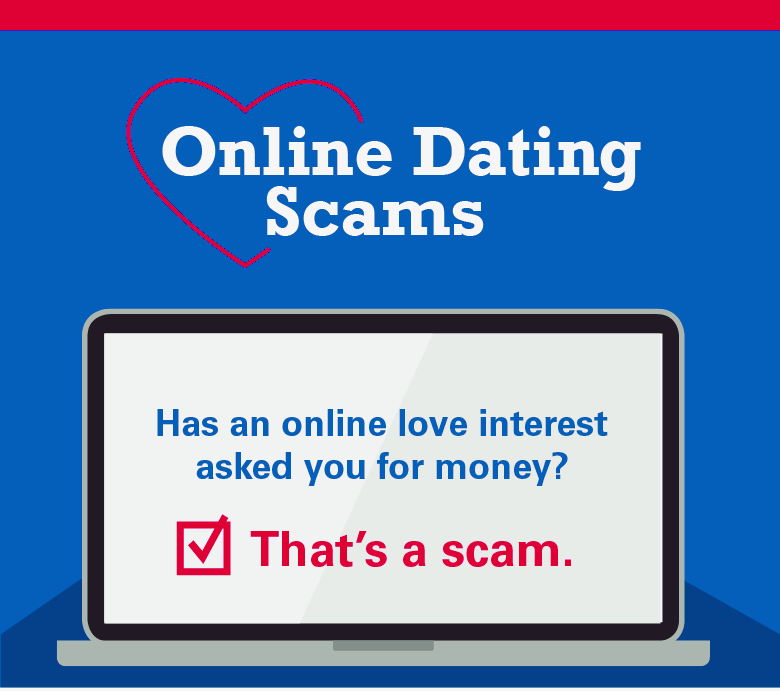 Online Dating
Scams
Has an online love interest
asked you for money?
That’s a scam.